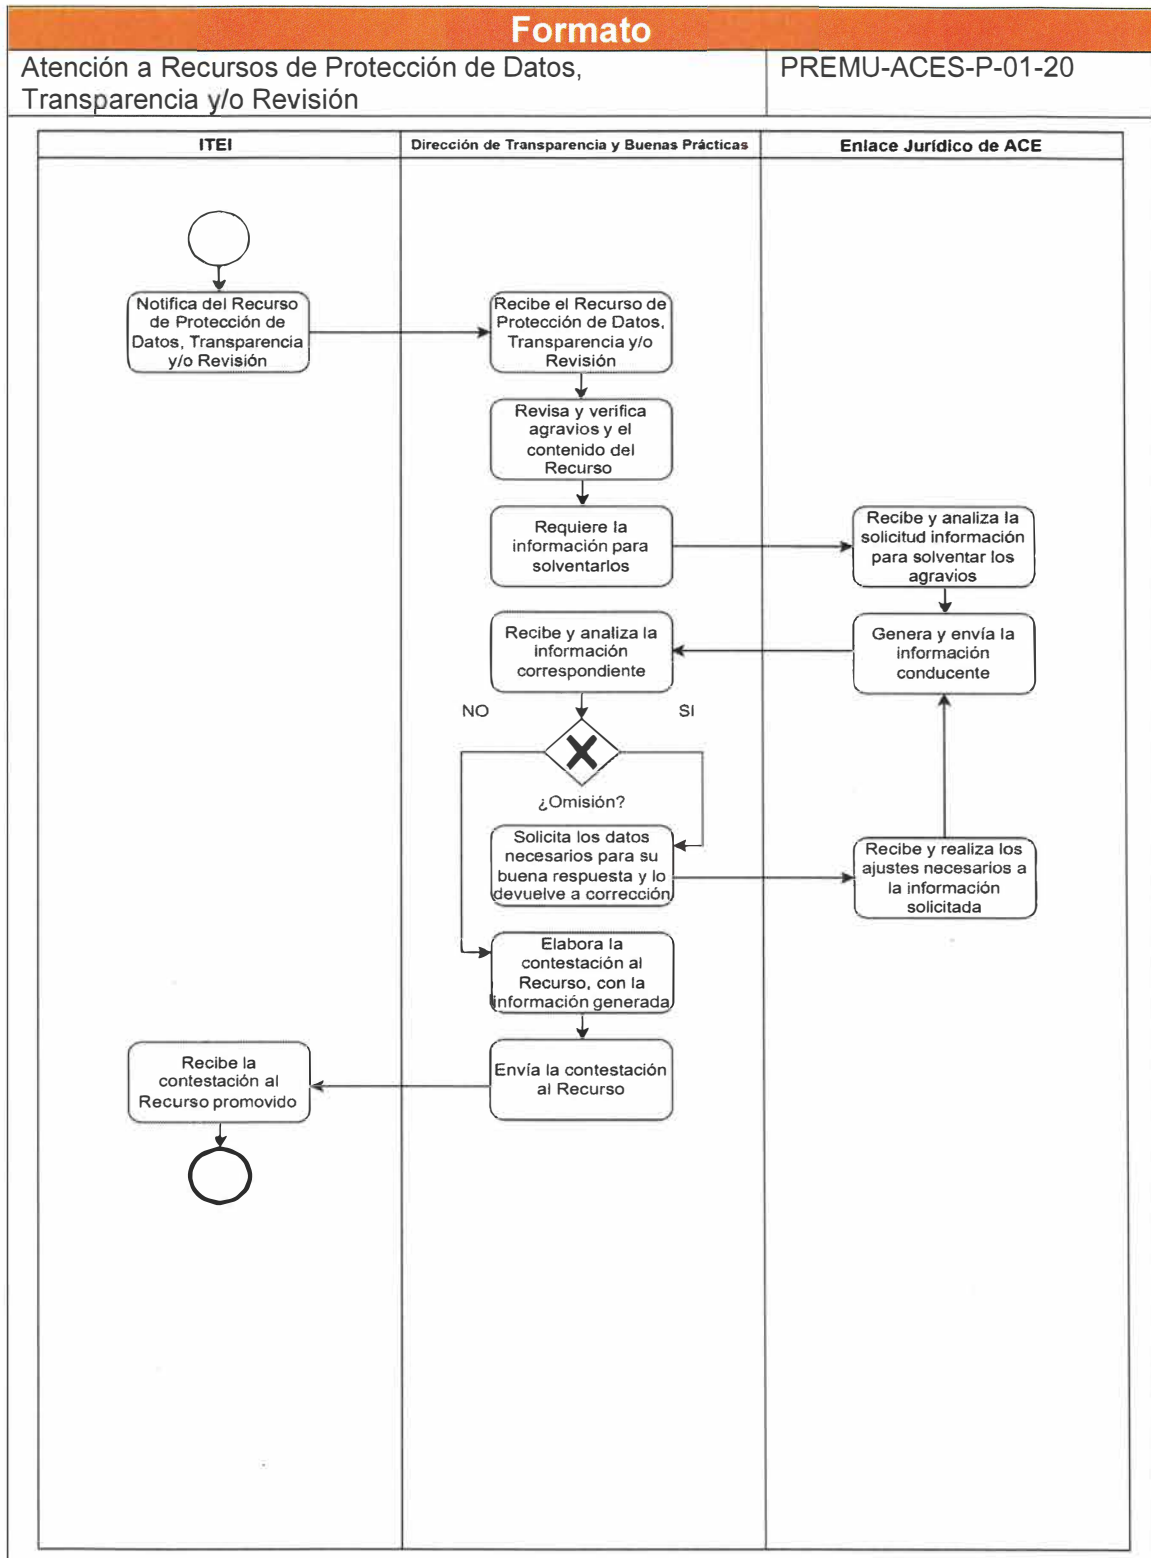 Formato
Atención a Recursos de Protección de Datos,
Transparencia y/o Revisión
PREMU-ACES-P-01-20
ITEI
Dirección de Transparencia y Buenas Prácticas
Enlace Jurídico de ACE
Notifica del Recurso
de Protección de
Datos, Transparencia
y/o Revisión
Recibe el Recurso de
Protección de Datos,
Transparencia y/o
Revisión
Revisa y verifica
agravios y el
contenido del
Recurso
Requiere la
información para
solventarlos
Recibe y analiza la
solicitud información
para solventar los
agravios
Recibe y analiza la
información
correspondiente
Genera y envía la
información
conducente
NO
SI
¿Omisión?
Solicita los datos
necesarios para su
buena respuesta y lo
devuelve a corrección
Recibe y realiza los
ajustes necesarios a
la información
solicitada
Elabora la
contestación al
Recurso, con la
información generada
Envía la contestación
al Recurso
Recibe la
contestación al
Recurso promovido